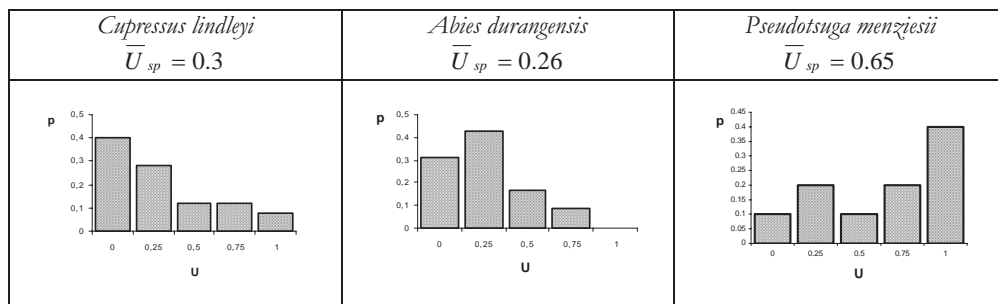 Cupressus lindleyi
U̅ sp = 0.3
Abies durangensis
U̅ sp = 0.26
Pseudotsuga menziesii
U̅ sp = 0.65
p
0,5
0,4
0,3
0,2
0,1
0
0 0,25 0,5 0,75 1
U
p
0,5
0,4
0,3
0,2
0,1
0
0 0,25 0,5 0,75 1
U
p
0.45
0.4
0.35
0.3
0.25
0.2
0.15
0.1
0.05
0
0 0.25 0.5 0.75 1
U